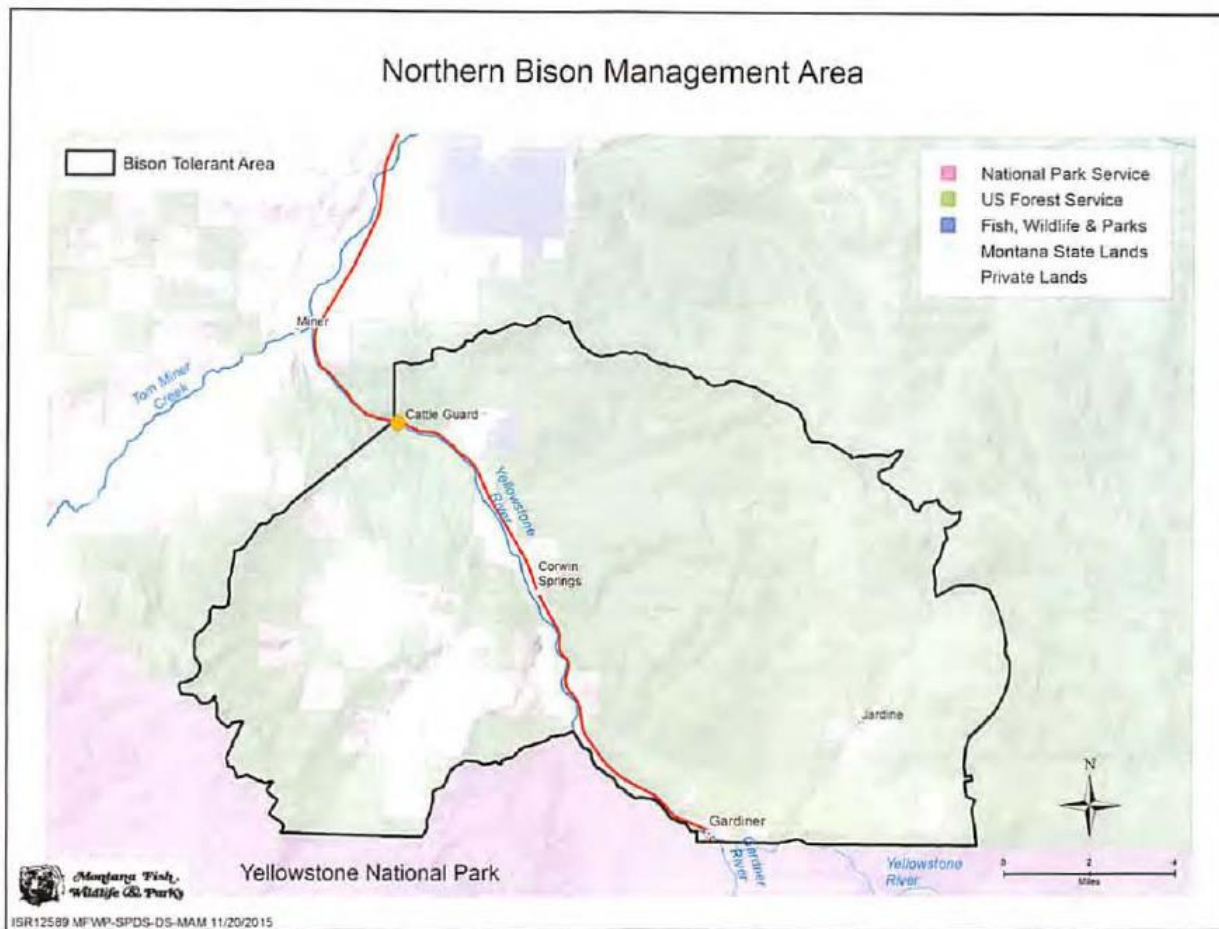 Northern Bison Management Area
Bison Tolerant Area
National Park Service
US Forest Service
Fish, Wildlife & Parks
Montana State Lands
Private Lands
Miner
Tom Miner
Creek
Cattle Guard
Yellowstone
River
Corwin
Springs
Jardine
N
Gardiner
Gardner
River
Yellowstone
River
0 2 4
Miles
Yellowstone National Park
Montana Fish,
Wildlife & Parks
ISR12589 MFWP-SPDS-DS-MAM 11/20/2015